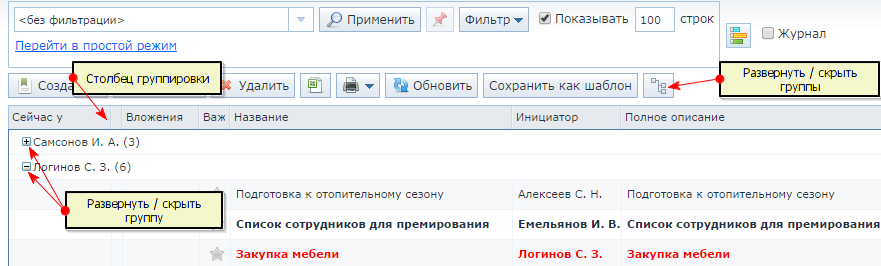 <без фильтрации> Применить Фильтр Показывать 100 строк
Перейти в простой режим Журнал
Столбец группировки Развернуть / скрыть группы
Созда Удалить Обновить Сохранить как шаблон
Сейчас у Вложения Важ Название Инициатор Полное описание
Самсонов И. А. (3)
Логинов С. З. (6)
Развернуть / скрыть группу
Подготовка к отопительному сезону Алексеев С. Н. Подготовка к отопительному сезону
Список сотрудников для премирования Емельянов И. В. Список сотрудников для премирования
Закупка мебели Логинов С. З. Закупка мебели